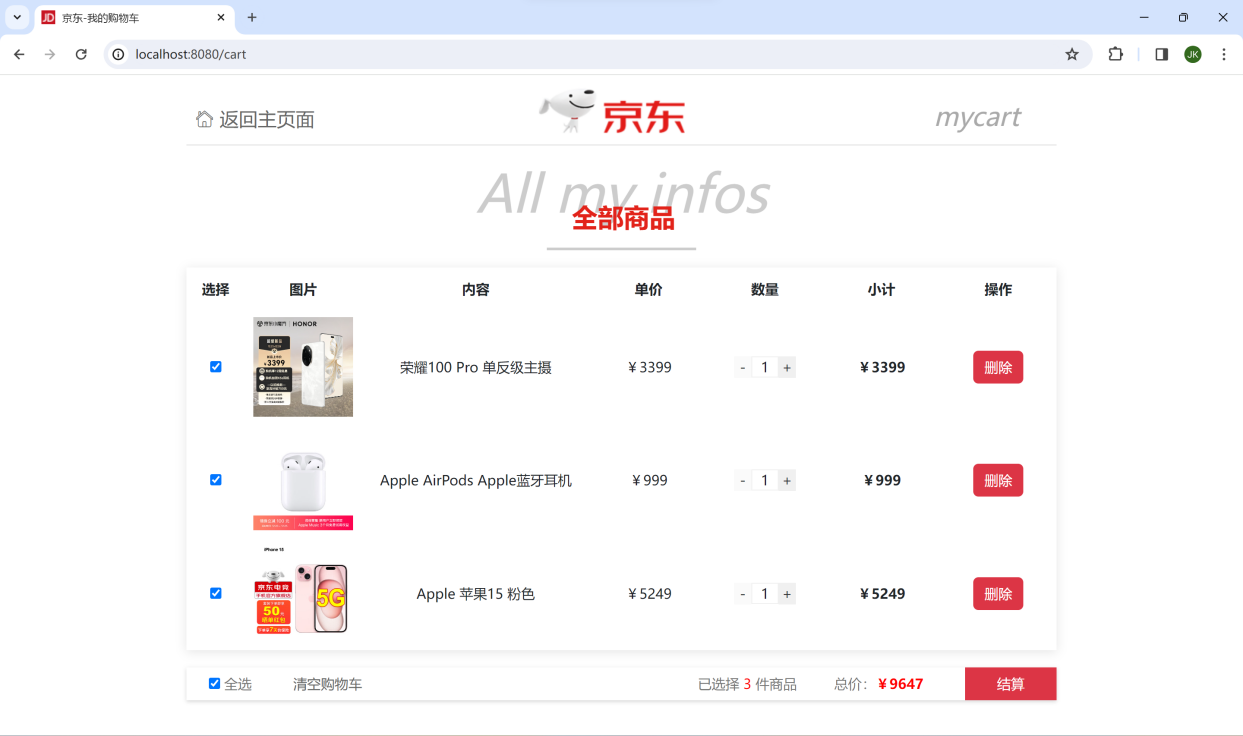 京东-我的购物车
localhost:8080/cart
JK
返回主页面
京东
mycart
All my infos
全部商品
选择 图片 内容 单价 数量 小计 操作
HONOR
3399
荣耀100 Pro 单反级主摄 ¥3399 - 1 + ¥3399 删除
Apple AirPods Apple蓝牙耳机 ¥999 - 1 + ¥999 删除
iPhone 15
京东电竞
5G
50元
Apple 苹果15 粉色 ¥5249 - 1 + ¥5249 删除
全选 清空购物车 已选择 3 件商品 总价: ¥9647 结算